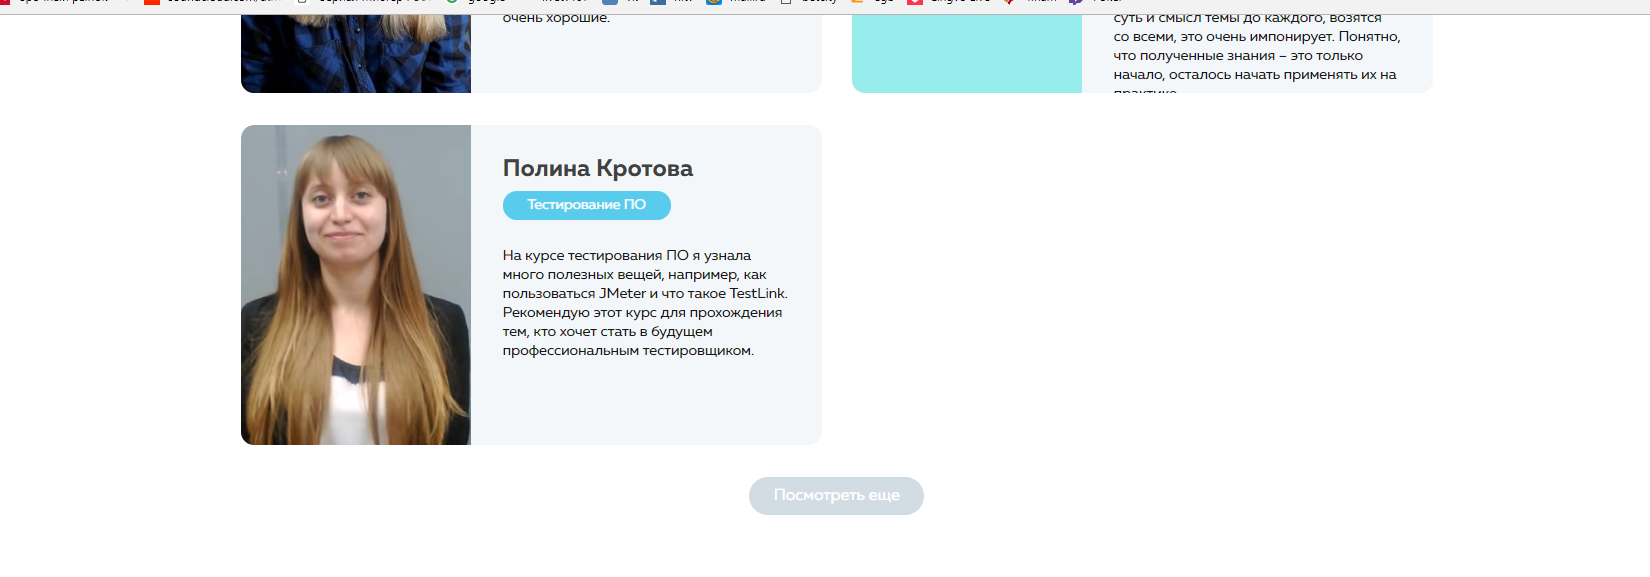 google
очень хорошие.
суть и смысл темы до каждого, возятся
со всеми, это очень импонирует. Понятно,
что полученные знания – это только
начало, осталось начать применять их на
практике.
Полина Кротова
Тестирование ПО
На курсе тестирования ПО я узнала
много полезных вещей, например, как
пользоваться JMeter и что такое TestLink.
Рекомендую этот курс для прохождения
тем, кто хочет стать в будущем
профессиональным тестировщиком.
Посмотреть еще